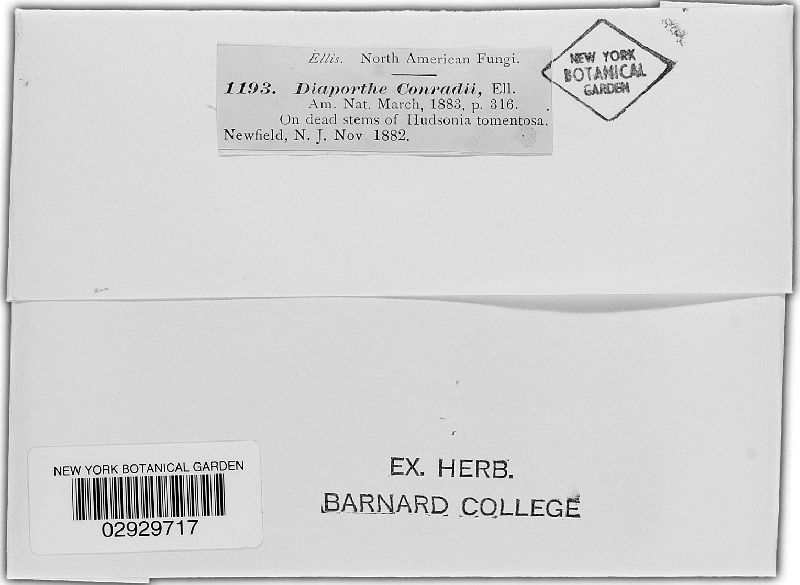 Ellis. North American Fungi.
1193. Diaporthe Conradii, Ell.
Am. Nat. March, 1883, p. 316.
On dead stems of Hudsonia tomentosa.
Newfield, N. J. Nov 1882.
NEW YORK
BOTANICAL
GARDEN
EX. HERB.
BARNARD COLLEGE
NEW YORK BOTANICAL GARDEN
02929717